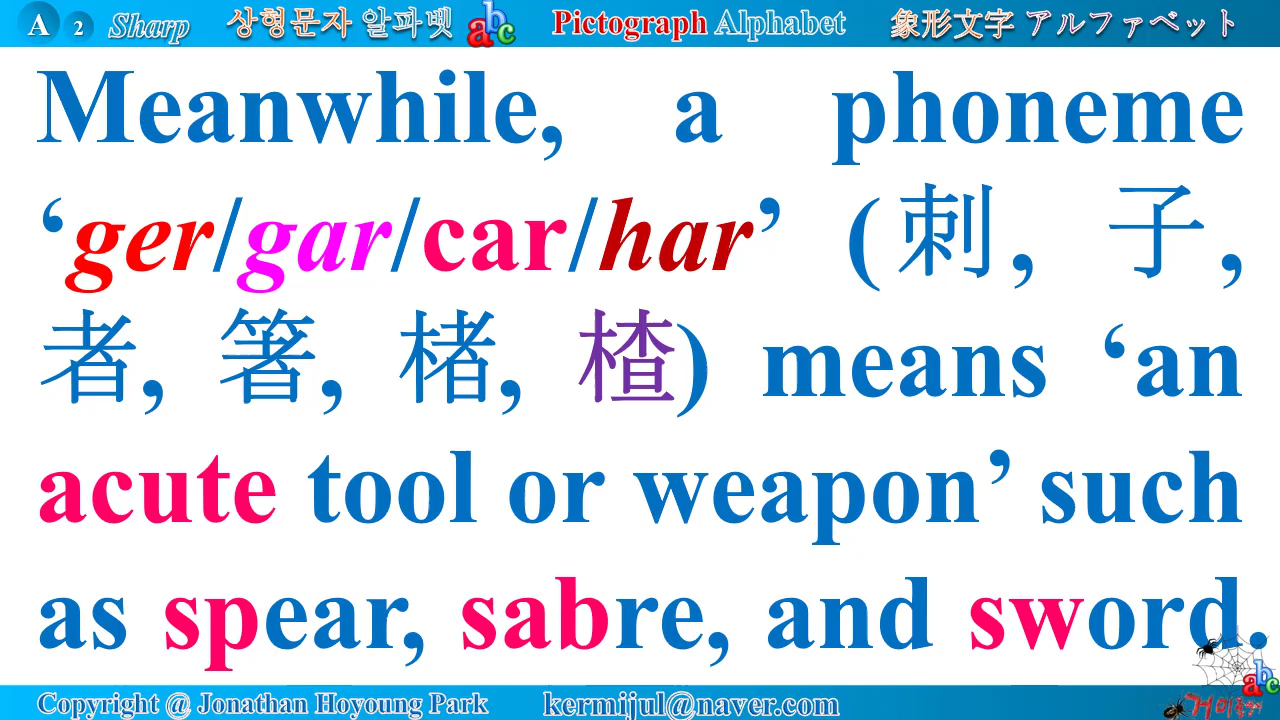 A 2 Sharp 상형문자 알파벳 abc Pictograph Alphabet 象形文字 アルファベット
Meanwhile, a phoneme
‘ger/gar/car/har’ (刺, 子,
者, 箸, 楮, 楂) means ‘an
acute tool or weapon’ such
as spear, sabre, and sword.
abc
Copyright @ Jonathan Hoyoung Park kermijul@naver.com